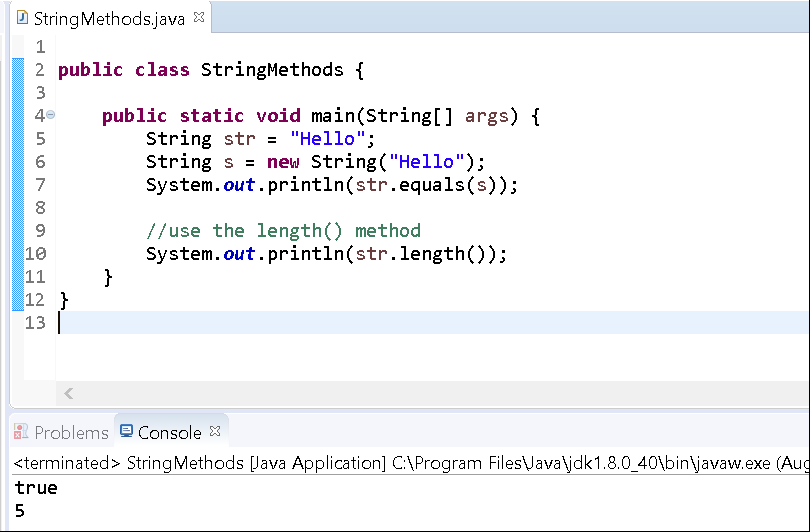 StringMethods.java
1
2 public class StringMethods {
3
4 public static void main(String[] args) {
5 String str = "Hello";
6 String s = new String("Hello");
7 System.out.println(str.equals(s));
8
9 //use the length() method
10 System.out.println(str.length());
11 }
12 }
13
Problems Console
<terminated> StringMethods [Java Application] C:\Program Files\Java\jdk1.8.0_40\bin\javaw.exe (Aug
true
5